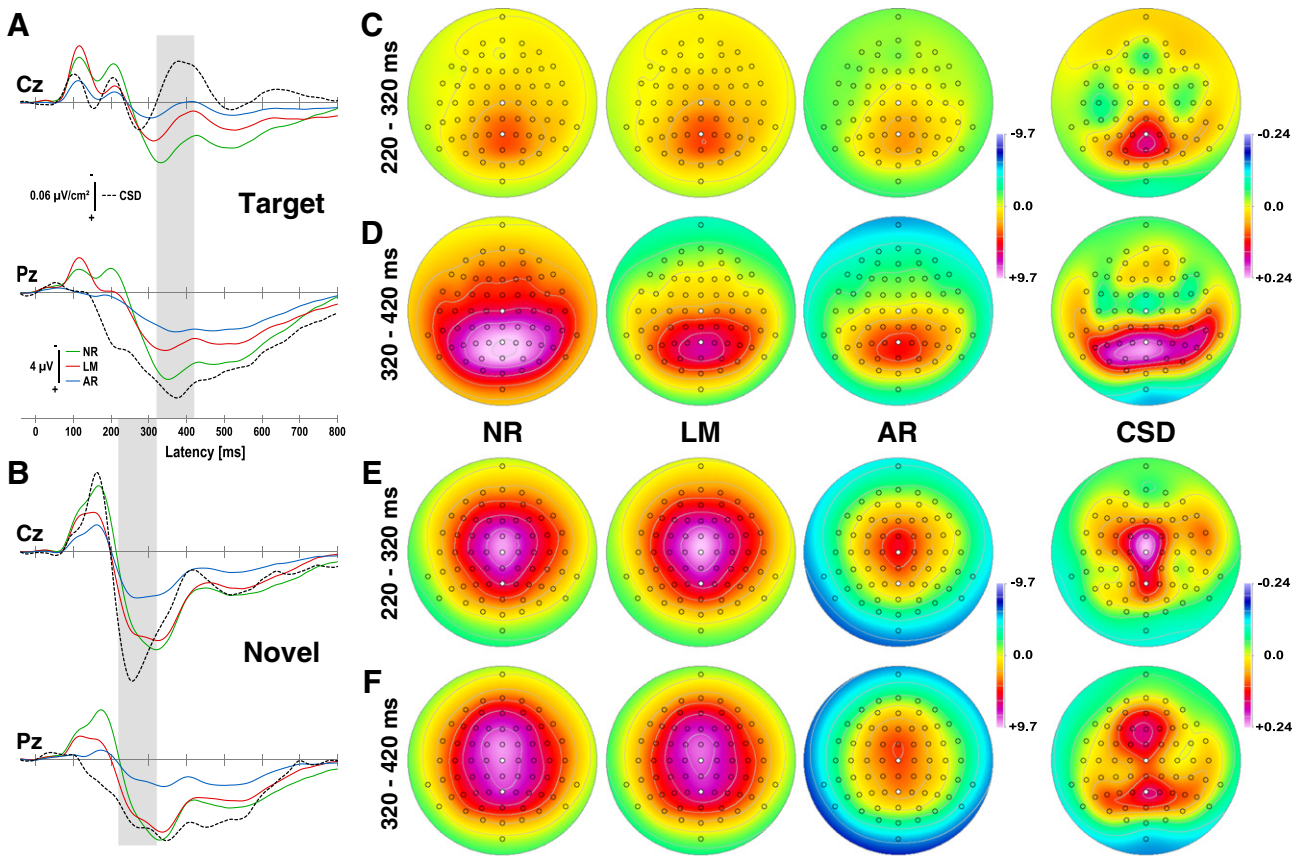 A
Cz
-
0.06 µV/cm²
--- CSD
+
Target
Pz
-
4 µV
+
NR
LM
AR
0 100 200 300 400 500 600 700 800
Latency [ms]
B
Cz
Novel
Pz
C
220 - 320 ms
-9.7
0.0
+9.7
-0.24
0.0
+0.24
D
320 - 420 ms
NR LM AR CSD
E
220 - 320 ms
-9.7
0.0
+9.7
-0.24
0.0
+0.24
F
320 - 420 ms